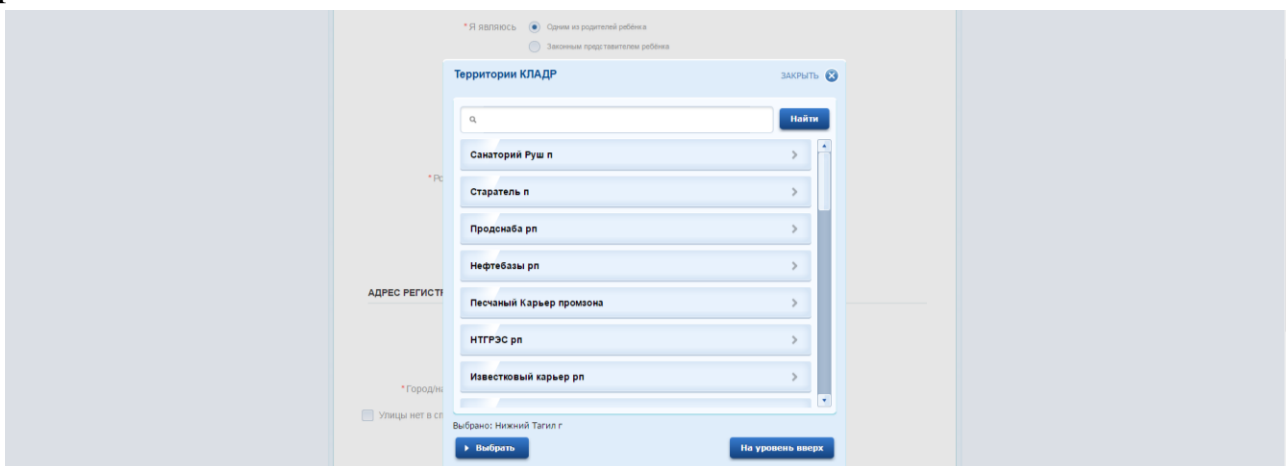 * Я являюсь Одним из родителей ребёнка
Законным представителем ребёнка
Территории КЛАДР ЗАКРЫТЬ
Найти
Санаторий Руш п
* Ро
Старатель п
Продснаба рп
Нефтебазы рп
АДРЕС РЕГИСТР
Песчаный Карьер промзона
НТГРЭС рп
Известковый карьер рп
* Город/на
Улицы нет в сп
Выбрано: Нижний Тагил г
Выбрать На уровень вверх